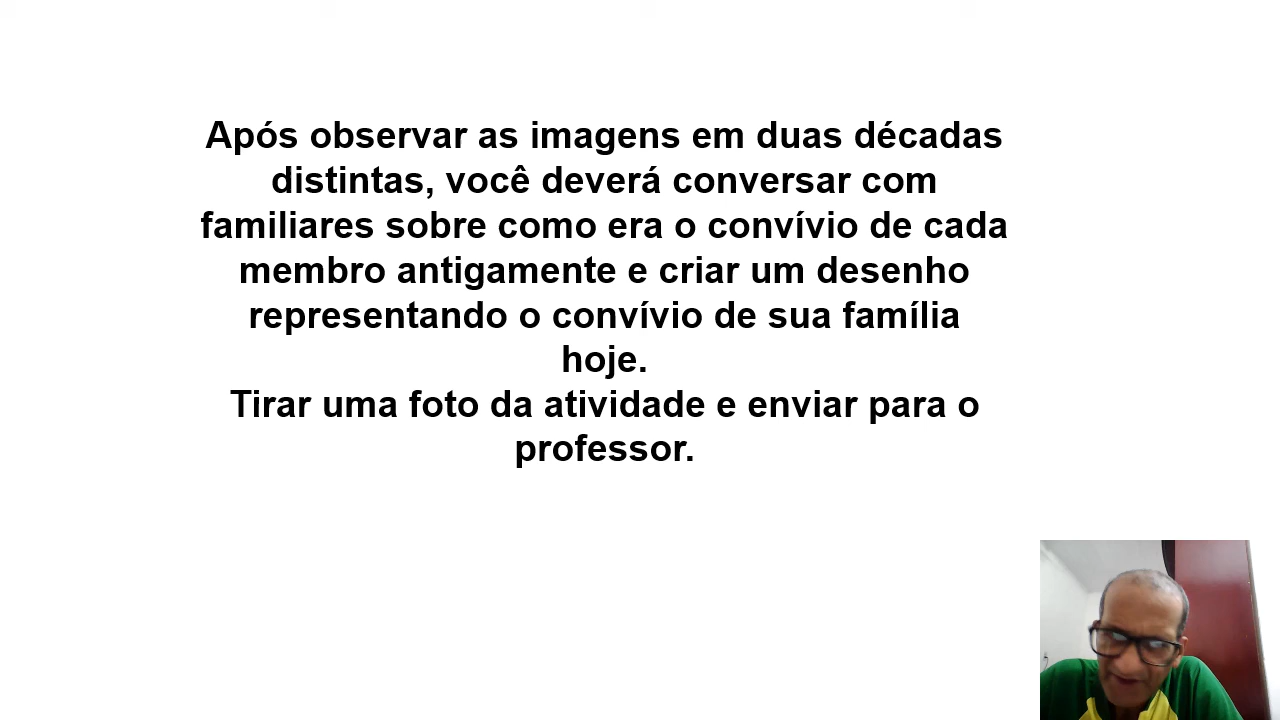 Após observar as imagens em duas décadas
distintas, você deverá conversar com
familiares sobre como era o convívio de cada
membro antigamente e criar um desenho
representando o convívio de sua família
hoje.
Tirar uma foto da atividade e enviar para o
professor.